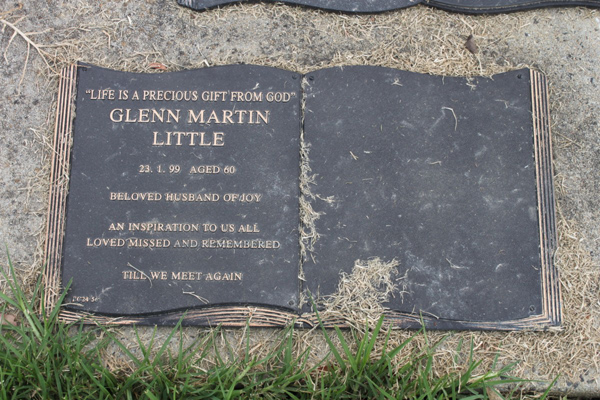 "LIFE IS A PRECIOUS GIFT FROM GOD"
GLENN MARTIN
LITTLE
23. 1. 99 AGED 60
BELOVED HUSBAND OF JOY
AN INSPIRATION TO US ALL
LOVED MISSED AND REMEMBERED
TILL WE MEET AGAIN